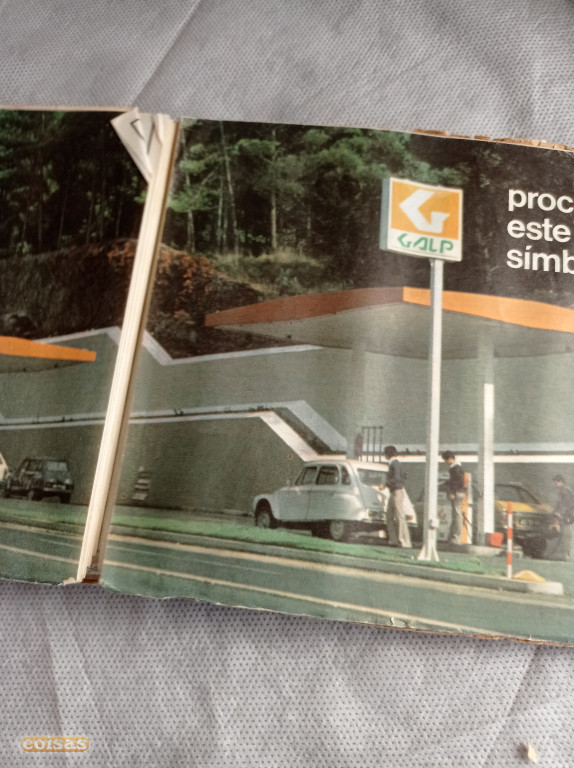 proc
este
símb
GALP
coisas